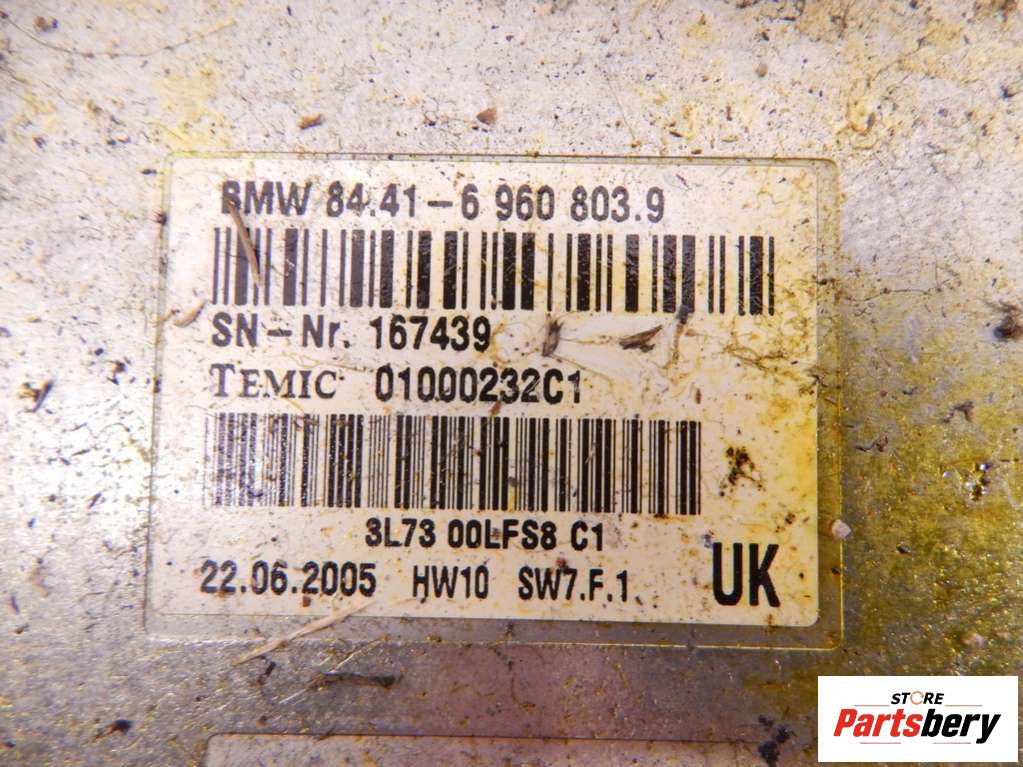 BMW 84.41-6 960 803.9
SN-Nr. 167439
TEMIC 01000232C1
3L73 00LFS8 C1
22.06.2005 HW10 SW7.F.1 UK
STORE
Partsbery